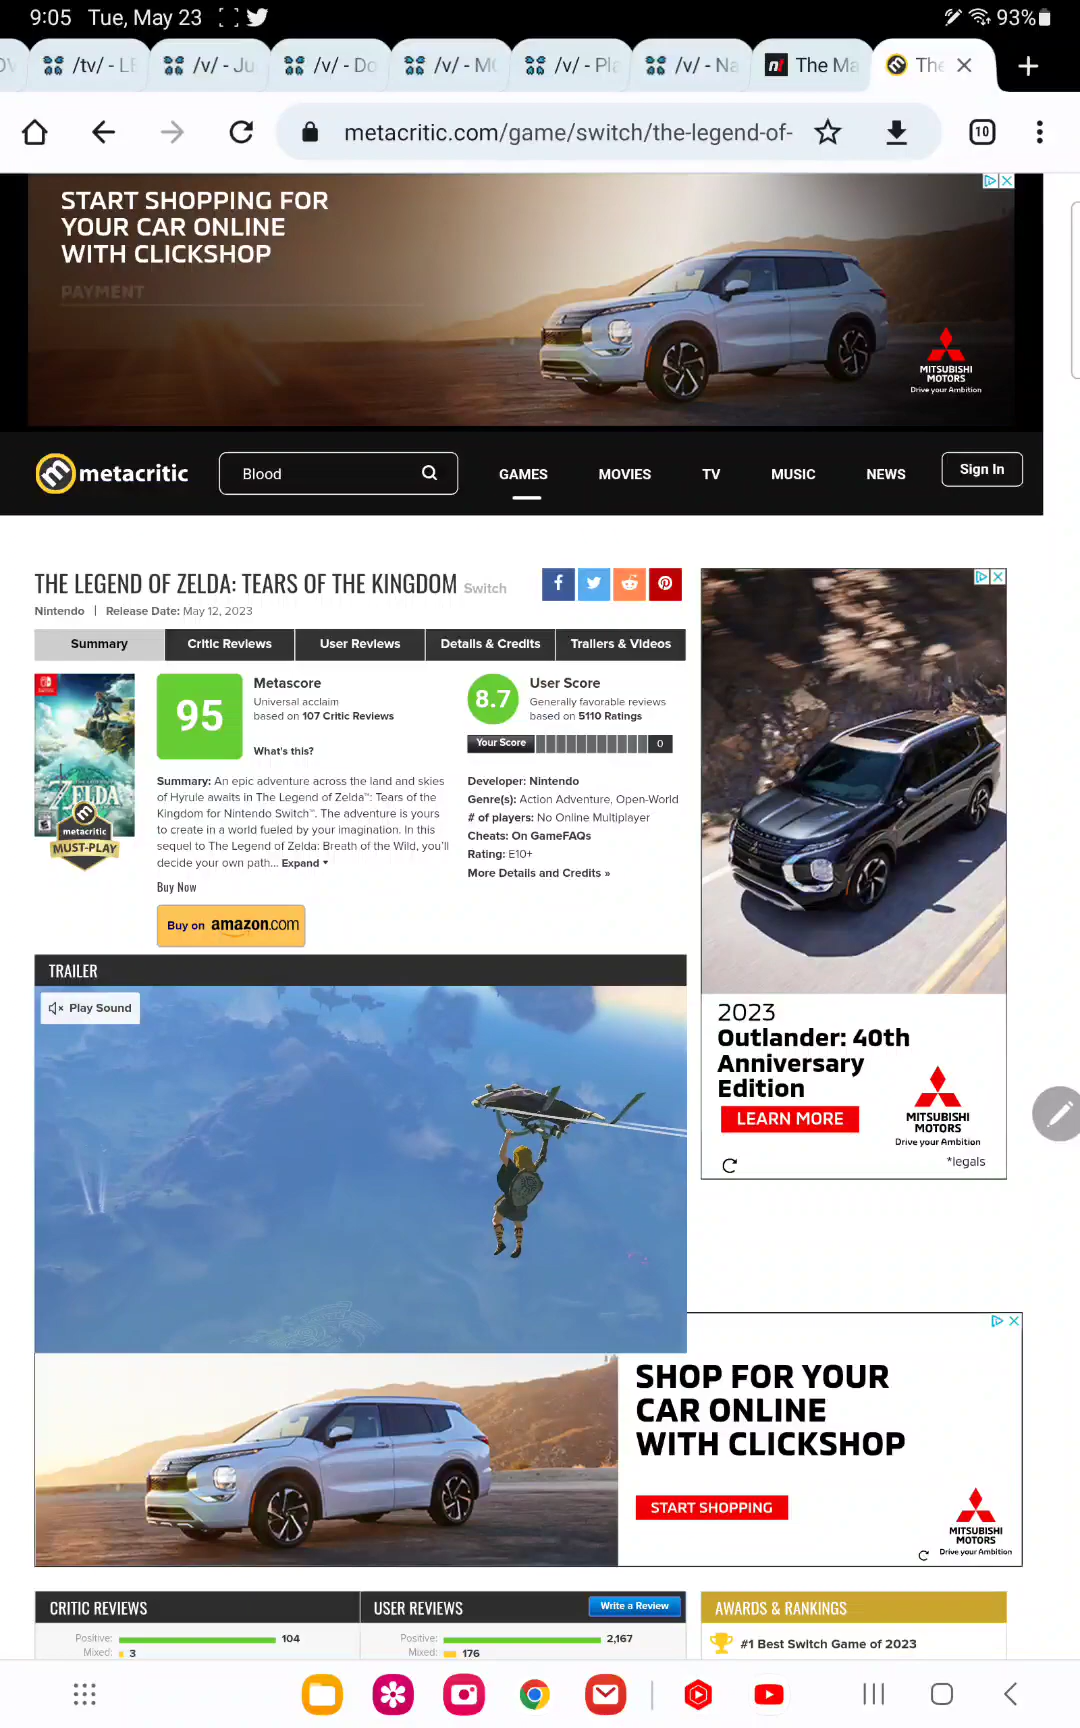 9:05 Tue, May 23 93%
/tv/ - LE /v/ - Ju /v/ - Do /v/ - MC /v/ - Pla /v/ - Na The Ma The
metacritic.com/game/switch/the-legend-of- 10
START SHOPPING FOR
YOUR CAR ONLINE
WITH CLICKSHOP
PAYMENT
MITSUBISHI
MOTORS
Drive your Ambition
metacritic Blood GAMES MOVIES TV MUSIC NEWS Sign In
THE LEGEND OF ZELDA: TEARS OF THE KINGDOM Switch
Nintendo | Release Date: May 12, 2023
Summary Critic Reviews User Reviews Details & Credits Trailers & Videos
95
Metascore
Universal acclaim
based on 107 Critic Reviews
What's this?
8.7
User Score
Generally favorable reviews
based on 5110 Ratings
Your Score 0
ZELDA
metacritic
MUST-PLAY
Summary: An epic adventure across the land and skies
of Hyrule awaits in The Legend of Zelda™: Tears of the
Kingdom for Nintendo Switch™. The adventure is yours
to create in a world fueled by your imagination. In this
sequel to The Legend of Zelda: Breath of the Wild, you'll
decide your own path... Expand
Buy Now
Buy on amazon.com
Developer: Nintendo
Genre(s): Action Adventure, Open-World
# of players: No Online Multiplayer
Cheats: On GameFAQs
Rating: E10+
More Details and Credits »
TRAILER
Play Sound
2023
Outlander: 40th
Anniversary
Edition
LEARN MORE
MITSUBISHI
MOTORS
Drive your Ambition
*legals
SHOP FOR YOUR
CAR ONLINE
WITH CLICKSHOP
START SHOPPING
MITSUBISHI
MOTORS
Drive your Ambition
CRITIC REVIEWS
Positive: 104
Mixed: 3
USER REVIEWS Write a Review
Positive: 2,167
Mixed: 176
AWARDS & RANKINGS
#1 Best Switch Game of 2023